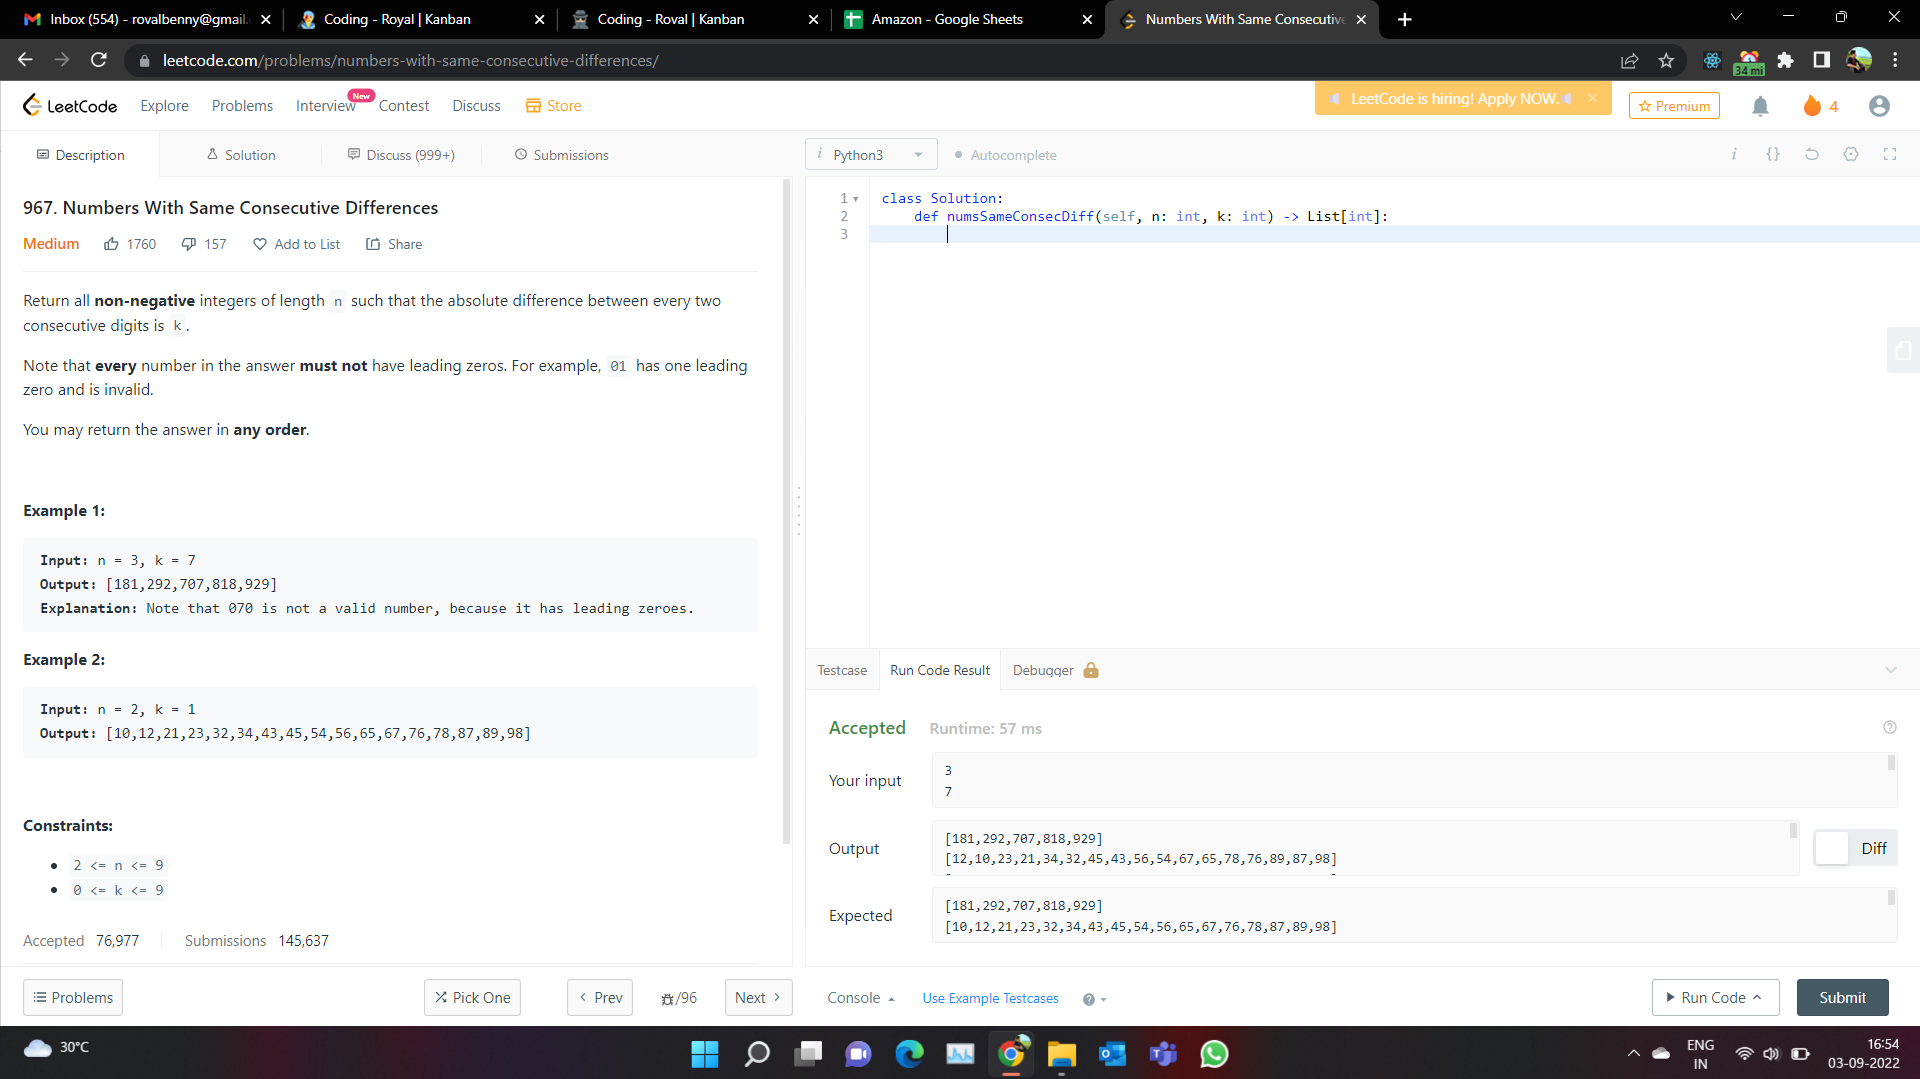 Inbox (554) - rovalbenny@gmail.
Coding - Royal | Kanban
Coding - Roval | Kanban
Amazon - Google Sheets
Numbers With Same Consecutive
leetcode.com/problems/numbers-with-same-consecutive-differences/
34 mi
LeetCode
Explore
Problems
Interview
New
Contest
Discuss
Store
LeetCode is hiring! Apply NOW.
Premium
4
Description
Solution
Discuss (999+)
Submissions
i Python3
Autocomplete
i {}
967. Numbers With Same Consecutive Differences
Medium 1760 157 Add to List Share
Return all non-negative integers of length n such that the absolute difference between every two
consecutive digits is k.
Note that every number in the answer must not have leading zeros. For example, 01 has one leading
zero and is invalid.
You may return the answer in any order.
Example 1:
Input: n = 3, k = 7
Output: [181,292,707,818,929]
Explanation: Note that 070 is not a valid number, because it has leading zeroes.
Example 2:
Input: n = 2, k = 1
Output: [10,12,21,23,32,34,43,45,54,56,65,67,76,78,87,89,98]
Constraints:
2 <= n <= 9
0 <= k <= 9
Accepted 76,977 Submissions 145,637
1 class Solution:
2 def numsSameConsecDiff(self, n: int, k: int) -> List[int]:
3
Testcase
Run Code Result
Debugger
Accepted Runtime: 57 ms
Your input
3
7
Output
[181,292,707,818,929]
[12,10,23,21,34,32,45,43,56,54,67,65,78,76,89,87,98]
Diff
Expected
[181,292,707,818,929]
[10,12,21,23,32,34,43,45,54,56,65,67,76,78,87,89,98]
Problems
Pick One
Prev
/96
Next
Console
Use Example Testcases
Run Code
Submit
30°C
ENG
IN
16:54
03-09-2022